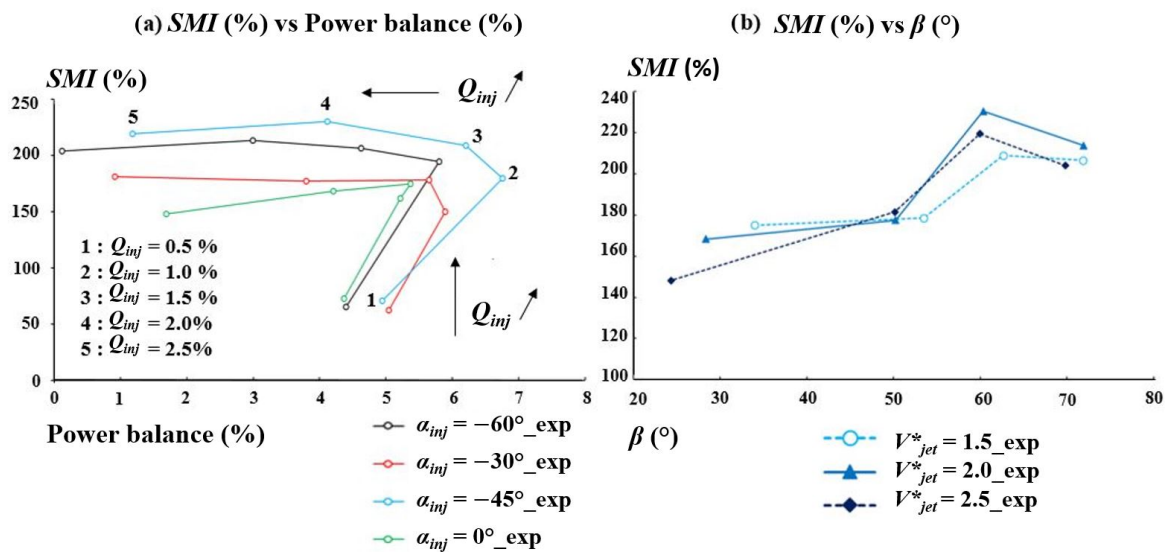 (a) SMI (%) vs Power balance (%)
SMI (%)
250
200
150
100
50
0
0 1 2 3 4 5 6 7 8
Power balance (%)
5
4
3
2
1
Q_inj
Q_inj
1 : Q_inj = 0.5 %
2 : Q_inj = 1.0 %
3 : Q_inj = 1.5 %
4 : Q_inj = 2.0%
5 : Q_inj = 2.5%
α_inj = −60°_exp
α_inj = −30°_exp
α_inj = −45°_exp
α_inj = 0°_exp
(b) SMI (%) vs β (°)
SMI (%)
240
220
200
180
160
140
120
100
20 30 40 50 60 70 80
β (°)
V*_jet = 1.5_exp
V*_jet = 2.0_exp
V*_jet = 2.5_exp